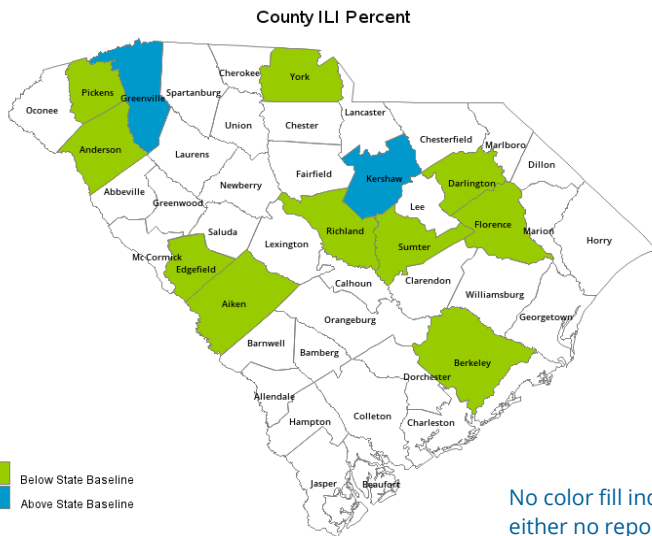 County ILI Percent
Cherokee
York
Pickens
Greenville
Spartanburg
Oconee
Lancaster
Union
Chester
Chesterfield
Marlboro
Anderson
Laurens
Dillon
Fairfield
Kershaw
Darlington
Abbeville
Newberry
Greenwood
Lee
Florence
Marion
Richland
Saluda
Horry
Lexington
Sumter
McCormick
Edgefield
Calhoun
Clarendon
Williamsburg
Aiken
Orangeburg
Georgetown
Barnwell
Bamberg
Berkeley
Dorchester
Allendale
Colleton
Hampton
Charleston
Below State Baseline
Jasper
Beaufort
Above State Baseline
No color fill
either no repo